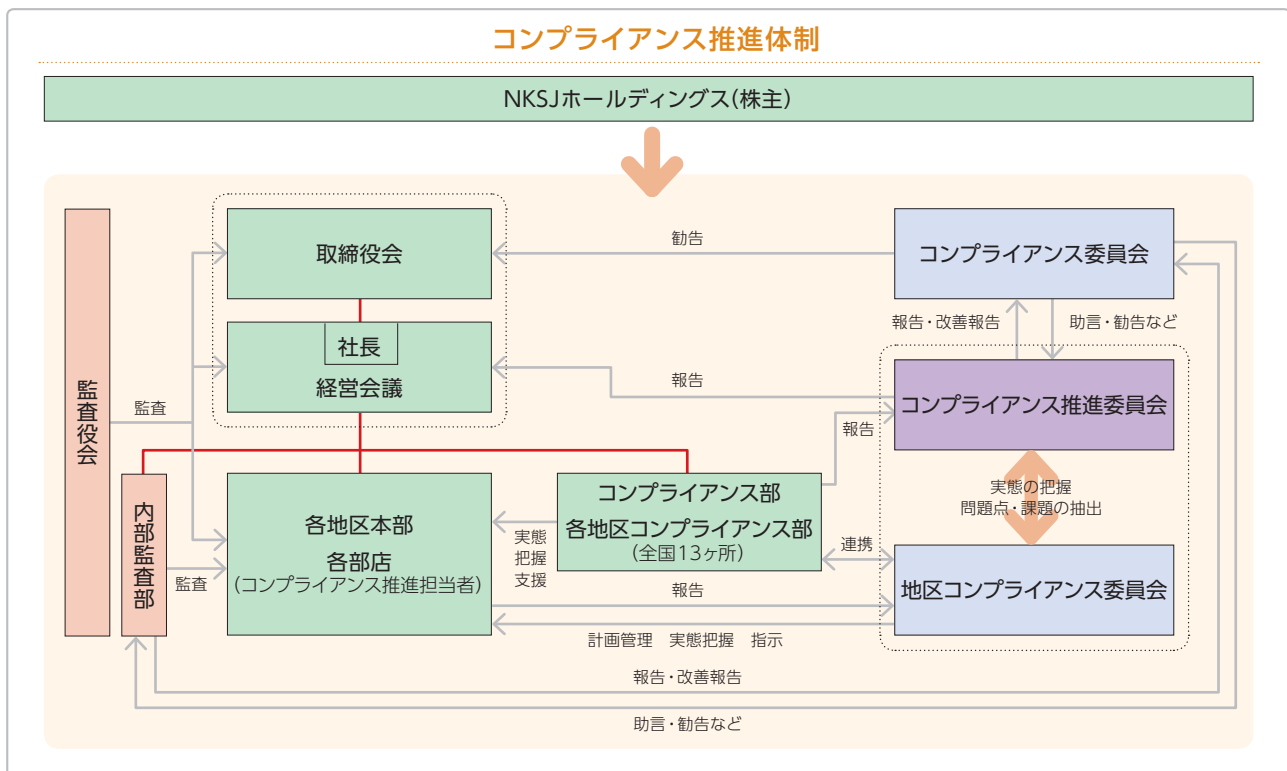 コンプライアンス推進体制
NKSJホールディングス(株主)
監査役会
監査
取締役会
勧告
コンプライアンス委員会
社長
経営会議
報告
報告・改善報告
助言・勧告など
コンプライアンス推進委員会
報告
内部監査部
監査
各地区本部
各部店
(コンプライアンス推進担当者)
実態
把握
支援
コンプライアンス部
各地区コンプライアンス部
(全国13ヶ所)
連携
実態の把握
問題点・課題の抽出
地区コンプライアンス委員会
報告
計画管理　実態把握　指示
報告・改善報告
助言・勧告など